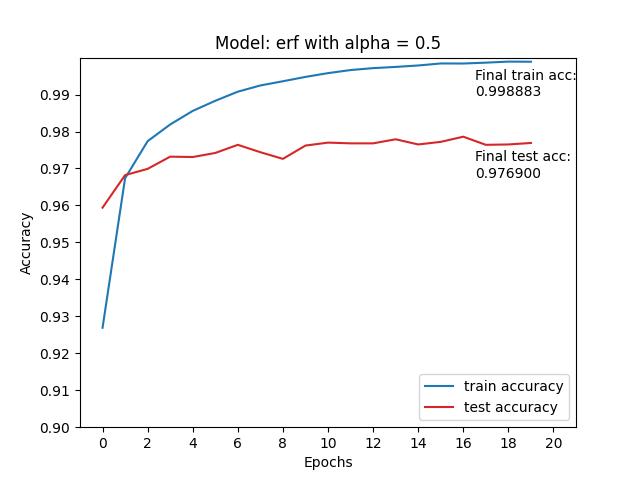 Model: erf with alpha = 0.5
Final train acc:
0.998883
Final test acc:
0.976900
0.99
0.98
0.97
0.96
0.95
0.94
0.93
0.92
0.91
0.90
Accuracy
train accuracy
test accuracy
0 2 4 6 8 10 12 14 16 18 20
Epochs